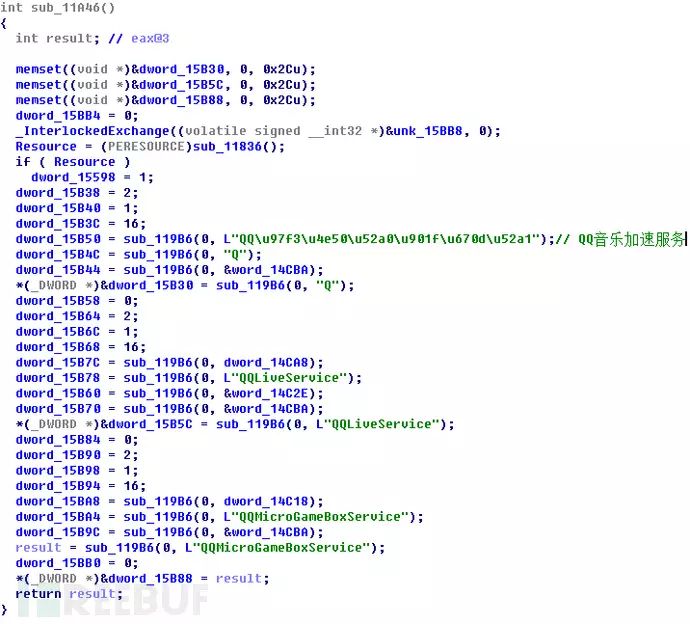 int sub_11A46()
{
  int result; // eax@3

  memset((void *)&dword_15B30, 0, 0x2Cu);
  memset((void *)&dword_15B5C, 0, 0x2Cu);
  memset((void *)&dword_15B88, 0, 0x2Cu);
  dword_15BB4 = 0;
  _InterlockedExchange((volatile signed __int32 *)&unk_15BB8, 0);
  Resource = (PERESOURCE)sub_11836();
  if ( Resource )
    dword_15598 = 1;
  dword_15B38 = 2;
  dword_15B40 = 1;
  dword_15B3C = 16;
  dword_15B50 = sub_119B6(0, L"QQ\u97f3\u4e50\u52a0\u901f\u670d\u52a1");// QQ音乐加速服务
  dword_15B4C = sub_119B6(0, "Q");
  dword_15B44 = sub_119B6(0, &word_14CBA);
  *(_DWORD *)&dword_15B30 = sub_119B6(0, "Q");
  dword_15B58 = 0;
  dword_15B64 = 2;
  dword_15B6C = 1;
  dword_15B68 = 16;
  dword_15B7C = sub_119B6(0, dword_14CA8);
  dword_15B78 = sub_119B6(0, L"QQLiveService");
  dword_15B60 = sub_119B6(0, &word_14C2E);
  dword_15B70 = sub_119B6(0, &word_14CBA);
  *(_DWORD *)&dword_15B5C = sub_119B6(0, L"QQLiveService");
  dword_15B84 = 0;
  dword_15B90 = 2;
  dword_15B98 = 1;
  dword_15B94 = 16;
  dword_15BA8 = sub_119B6(0, dword_14C18);
  dword_15BA4 = sub_119B6(0, L"QQMicroGameBoxService");
  dword_15B9C = sub_119B6(0, &word_14CBA);
  result = sub_119B6(0, L"QQMicroGameBoxService");
  dword_15BB0 = 0;
  *(_DWORD *)&dword_15B88 = result;
  return result;
}
REEBUF